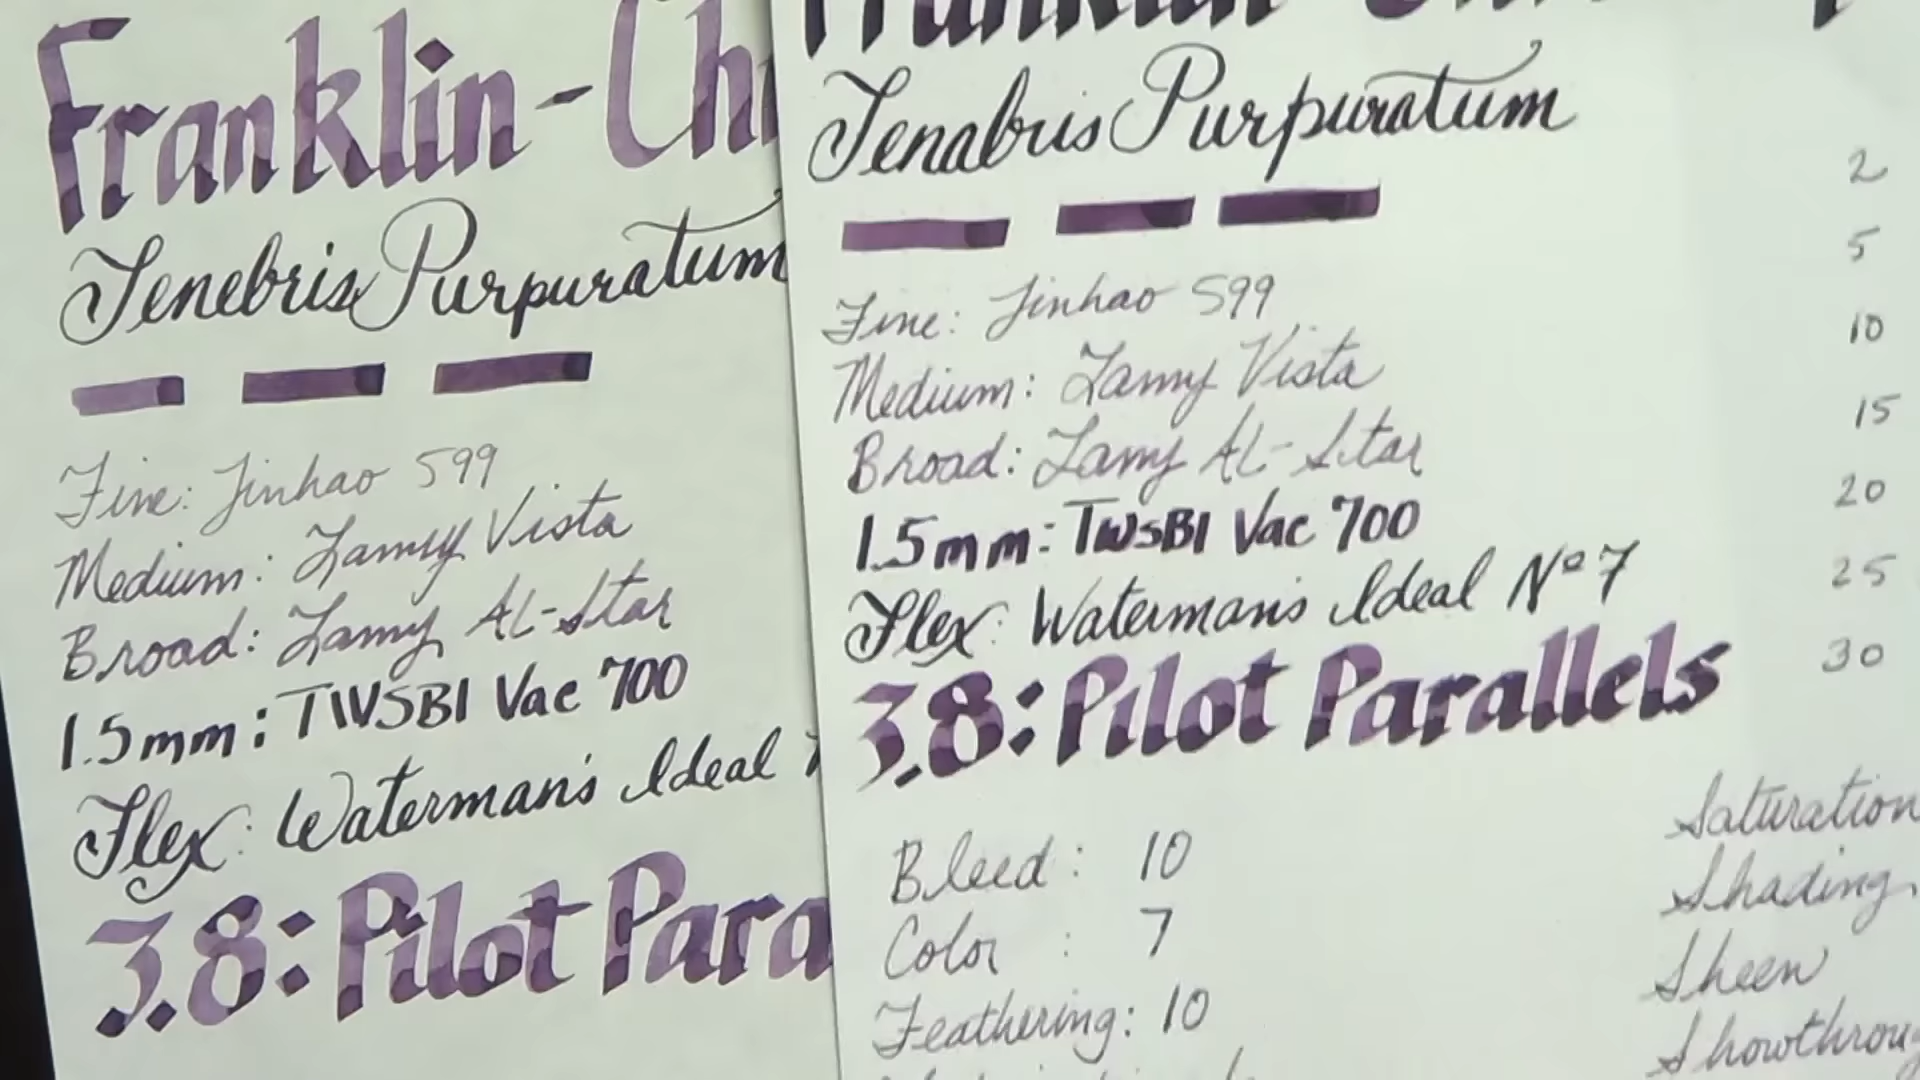 Franklin-Ch
Tenebris Purpuratum
Fine: Jinhao 599
Medium: Lamy Vista
Broad: Lamy AL-Star
1.5mm: TWSBI Vac 700
Flex: Waterman's Ideal
3.8: Pilot Para
Franklin-
Tenabris Purpuratum
Fine: Jinhao 599
Medium: Lamy Vista
Broad: Lamy AL-Star
1.5mm: TWSBI Vac 700
Flex: Waterman's Ideal Nº 7
3.8: Pilot Parallels
Bleed: 10
Color: 7
Feathering: 10
2
5
10
15
20
25
30
Saturation
Shading
Sheen
Showthroug